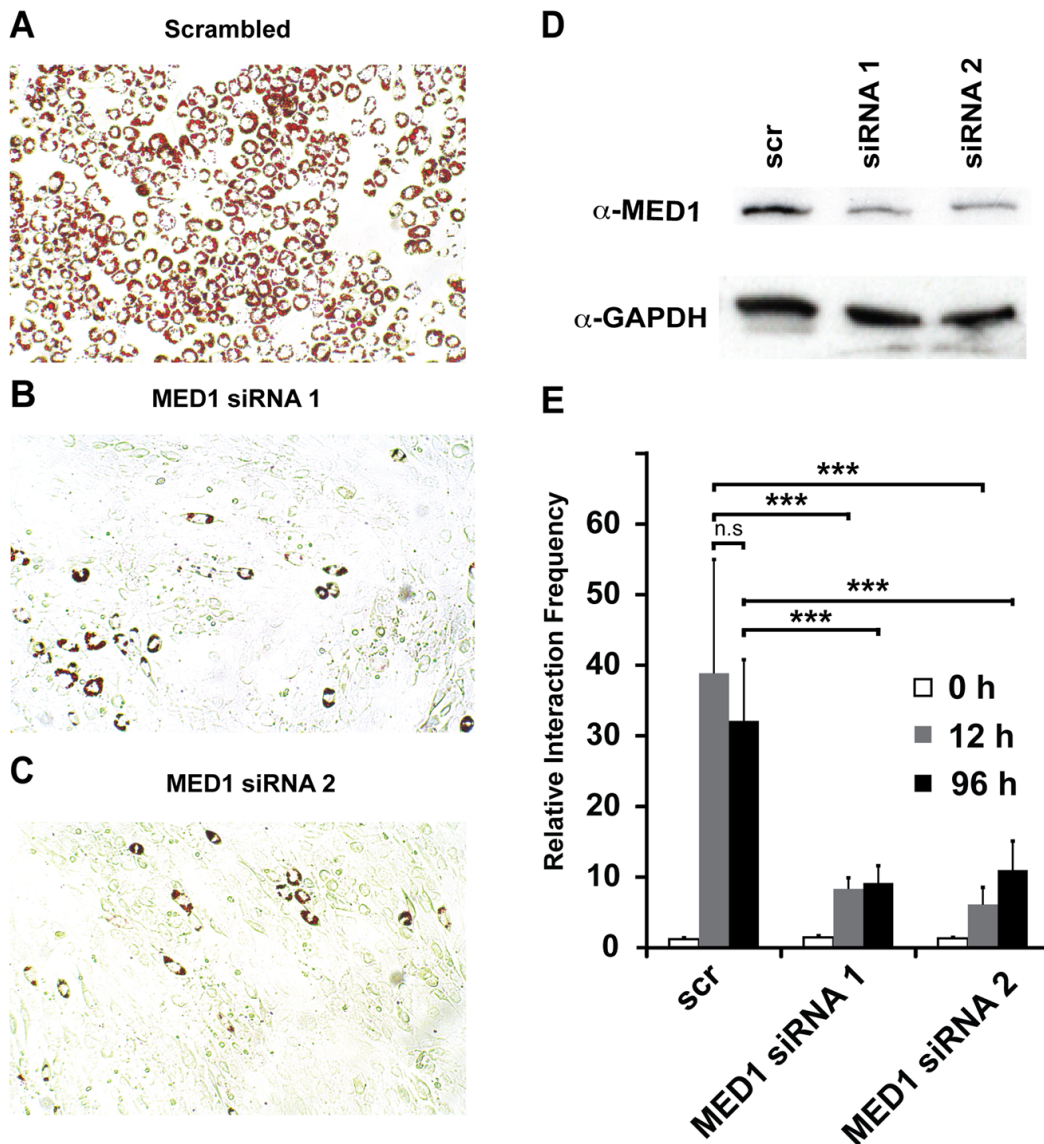 A
Scrambled
B
MED1 siRNA 1
C
MED1 siRNA 2
D
scr
siRNA 1
siRNA 2
α-MED1
α-GAPDH
E
Relative Interaction Frequency
60
50
40
30
20
10
0
***
***
n.s
***
***
0 h
12 h
96 h
scr
MED1 siRNA 1
MED1 siRNA 2